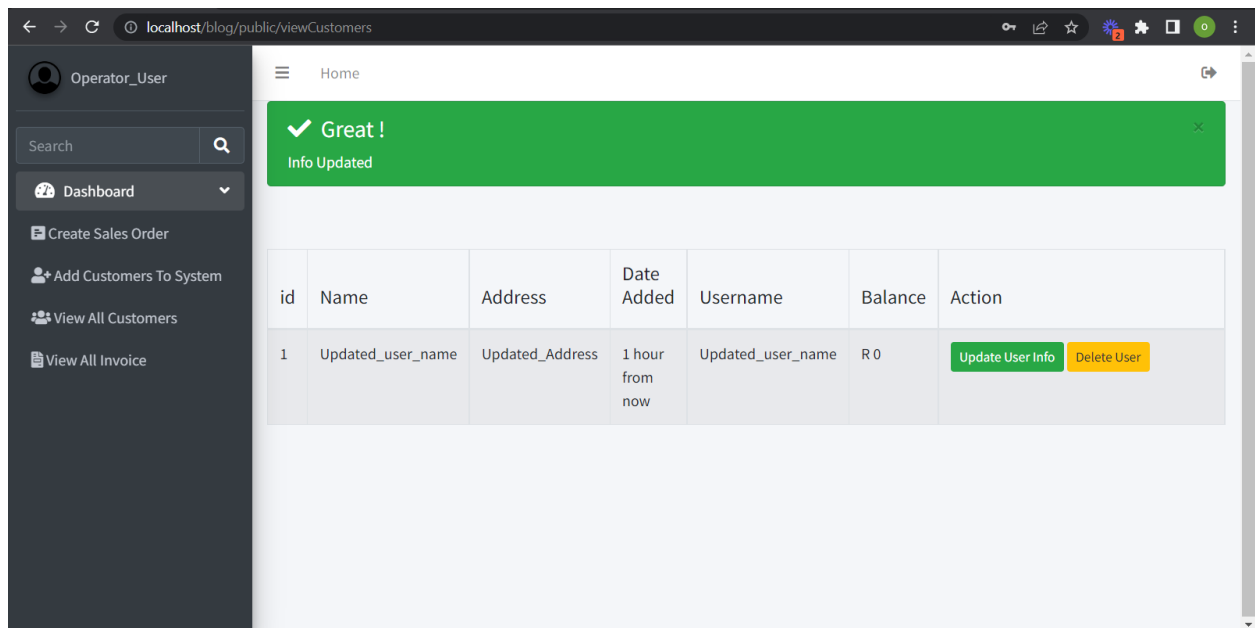 localhost/blog/public/viewCustomers
2
o
Operator_User
Home
Search
Dashboard
Create Sales Order
Add Customers To System
View All Customers
View All Invoice
Great !
×
Info Updated
id Name Address Date Added Username Balance Action
1 Updated_user_name Updated_Address 1 hour from now Updated_user_name R 0 Update User Info Delete User